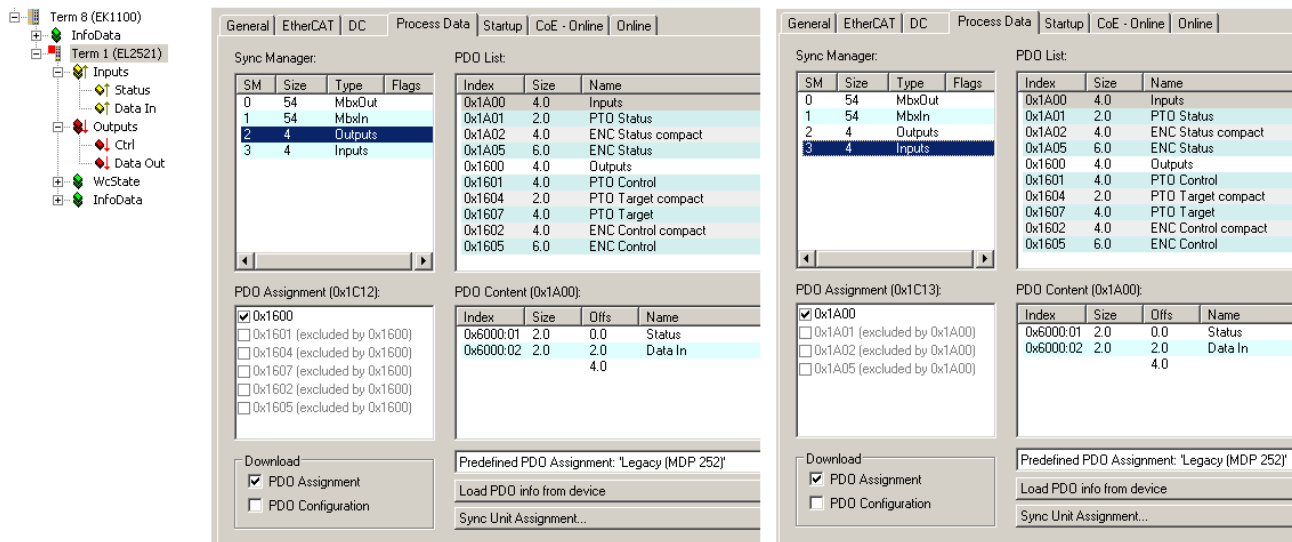 Term 8 (EK1100)
InfoData
Term 1 (EL2521)
Inputs
Status
Data In
Outputs
Ctrl
Data Out
WcState
InfoData
General EtherCAT DC Process Data Startup CoE - Online Online
Sync Manager: PDO List:
SM Size Type Flags
0 54 MbxOut
1 54 MbxIn
2 4 Outputs
3 4 Inputs
Index Size Name
0x1A00 4.0 Inputs
0x1A01 2.0 PTO Status
0x1A02 4.0 ENC Status compact
0x1A05 6.0 ENC Status
0x1600 4.0 Outputs
0x1601 4.0 PTO Control
0x1604 2.0 PTO Target compact
0x1607 4.0 PTO Target
0x1602 4.0 ENC Control compact
0x1605 6.0 ENC Control
PDO Assignment (0x1C12):
0x1600
0x1601 (excluded by 0x1600)
0x1604 (excluded by 0x1600)
0x1607 (excluded by 0x1600)
0x1602 (excluded by 0x1600)
0x1605 (excluded by 0x1600)
PDO Content (0x1A00):
Index Size Offs Name
0x6000:01 2.0 0.0 Status
0x6000:02 2.0 2.0 Data In
4.0
Download
PDO Assignment
PDO Configuration
Predefined PDO Assignment: 'Legacy (MDP 252)'
Load PDO info from device
Sync Unit Assignment...
General EtherCAT DC Process Data Startup CoE - Online Online
Sync Manager: PDO List:
SM Size Type Flags
0 54 MbxOut
1 54 MbxIn
2 4 Outputs
3 4 Inputs
Index Size Name
0x1A00 4.0 Inputs
0x1A01 2.0 PTO Status
0x1A02 4.0 ENC Status compact
0x1A05 6.0 ENC Status
0x1600 4.0 Outputs
0x1601 4.0 PTO Control
0x1604 2.0 PTO Target compact
0x1607 4.0 PTO Target
0x1602 4.0 ENC Control compact
0x1605 6.0 ENC Control
PDO Assignment (0x1C13):
0x1A00
0x1A01 (excluded by 0x1A00)
0x1A02 (excluded by 0x1A00)
0x1A05 (excluded by 0x1A00)
PDO Content (0x1A00):
Index Size Offs Name
0x6000:01 2.0 0.0 Status
0x6000:02 2.0 2.0 Data In
4.0
Download
PDO Assignment
PDO Configuration
Predefined PDO Assignment: 'Legacy (MDP 252)'
Load PDO info from device
Sync Unit Assignment...